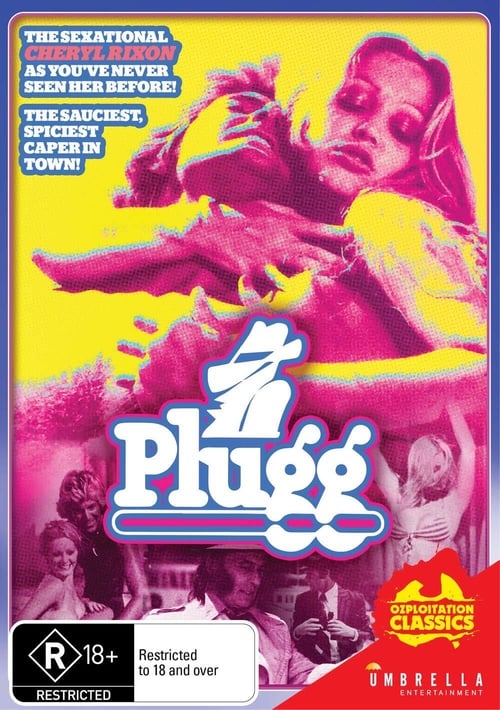 THE SEXATIONAL
CHERYL RIXON
AS YOU'VE NEVER
SEEN HER BEFORE!
THE SAUCIEST,
SPICIEST
CAPER IN
TOWN!
Plugg
R 18+
RESTRICTED
Restricted
to 18 and over
OZPLOITATION
CLASSICS
UMBRELLA
ENTERTAINMENT